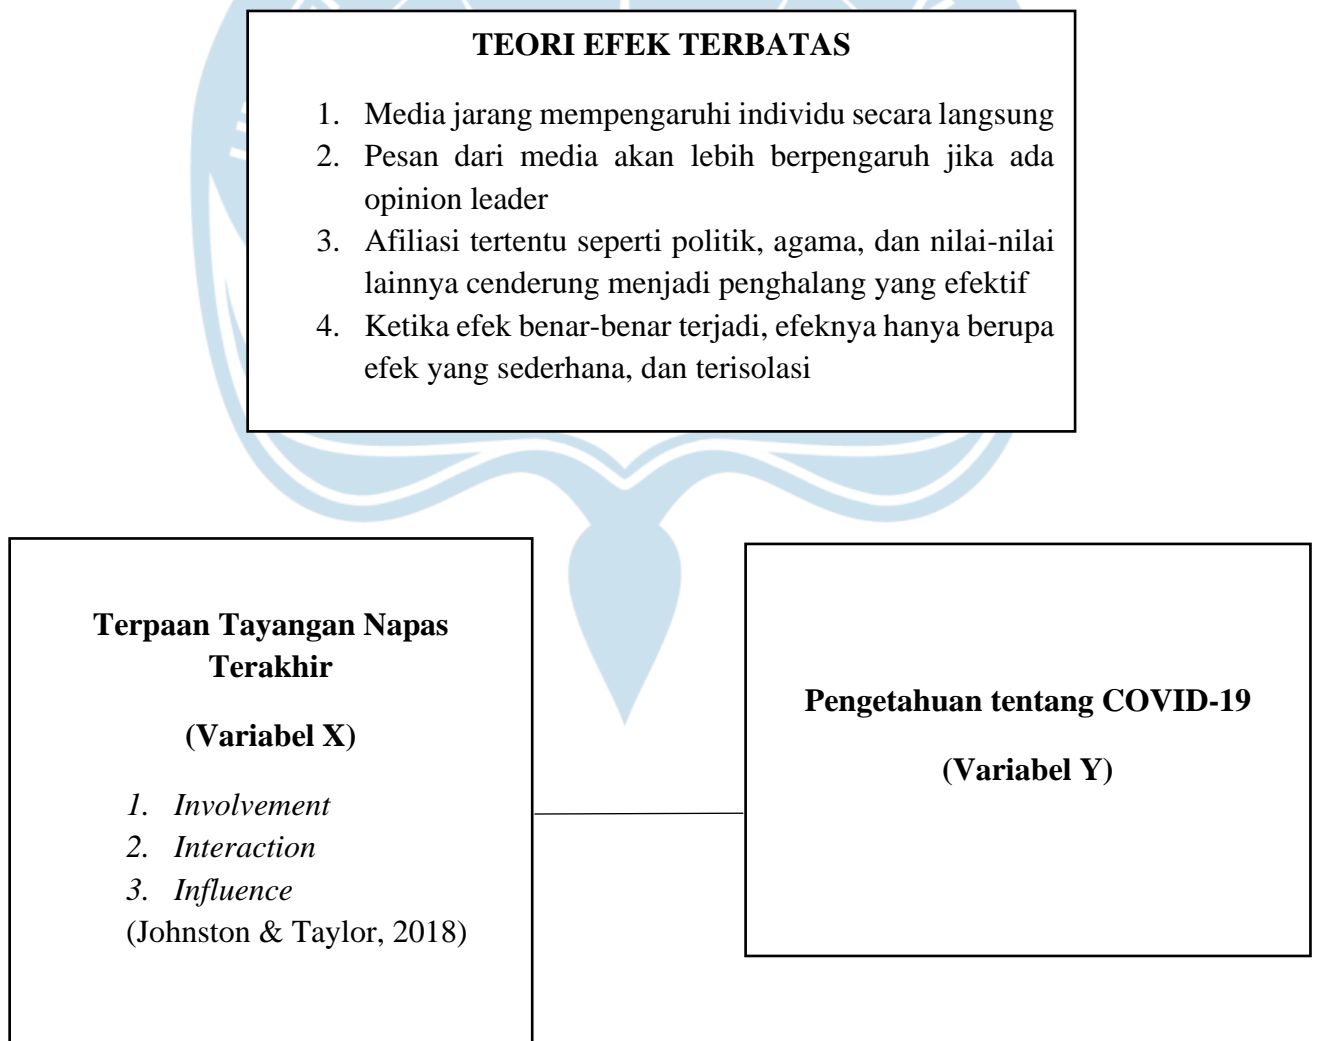 TEORI EFEK TERBATAS
1. Media jarang mempengaruhi individu secara langsung
2. Pesan dari media akan lebih berpengaruh jika ada
opinion leader
3. Afiliasi tertentu seperti politik, agama, dan nilai-nilai
lainnya cenderung menjadi penghalang yang efektif
4. Ketika efek benar-benar terjadi, efeknya hanya berupa
efek yang sederhana, dan terisolasi
Terpaan Tayangan Napas
Terakhir
(Variabel X)
1. Involvement
2. Interaction
3. Influence
(Johnston & Taylor, 2018)
Pengetahuan tentang COVID-19
(Variabel Y)